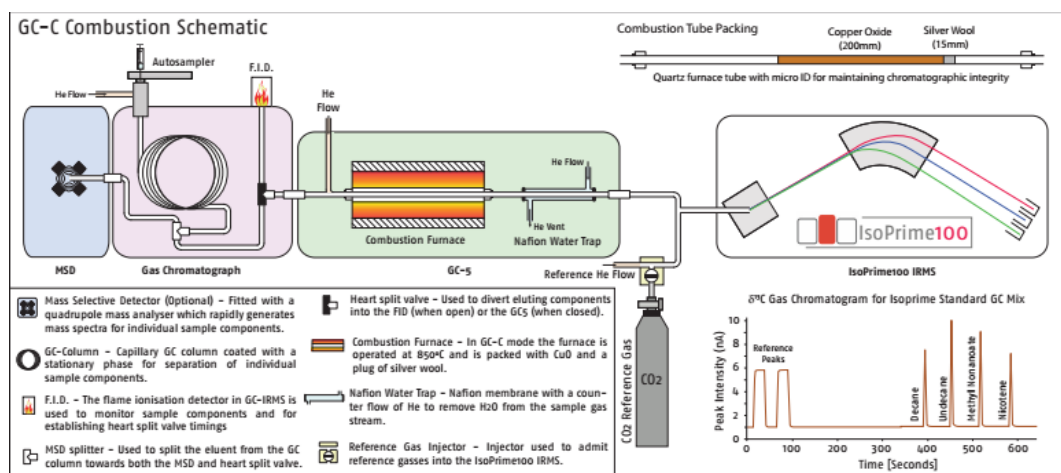 GC-C Combustion Schematic
Combustion Tube Packing
Copper Oxide
(200mm)
Silver Wool
(15mm)
Quartz furnace tube with micro ID for maintaining chromatographic integrity
Autosampler
F.I.D.
He Flow
He
Flow
He Flow
He Vent
Combustion Furnace
Nafion Water Trap
MSD
Gas Chromatograph
GC-5
Reference He Flow
IsoPrime100
IsoPrime100 IRMS
CO2
CO2 Reference Gas
Mass Selective Detector (Optional) – Fitted with a
quadrupole mass analyser which rapidly generates
mass spectra for individual sample components.
GC-Column – Capillary GC column coated with a
stationary phase for separation of individual
sample components.
F.I.D. – The flame ionisation detector in GC-IRMS is
used to monitor sample components and for
establishing heart split valve timings
MSD splitter – Used to split the eluent from the GC
column towards both the MSD and heart split valve.
Heart split valve – Used to divert eluting components
into the FID (when open) or the GC5 (when closed).
Combustion Furnace – In GC-C mode the furnace is
operated at 850ºC and is packed with CuO and a
plug of silver wool.
Nafion Water Trap – Nafion membrane with a coun-
ter flow of He to remove H2O from the sample gas
stream.
Reference Gas Injector – Injector used to admit
reference gasses into the IsoPrime100 IRMS.
δ¹³C Gas Chromatogram for Isoprime Standard GC Mix
Peak Intensity (nA)
10
8
6
4
2
0
Reference
Peaks
Decane
Undecane
Methyl Nonanoate
Nicotene
0 100 200 300 400 500 600
Time [Seconds]